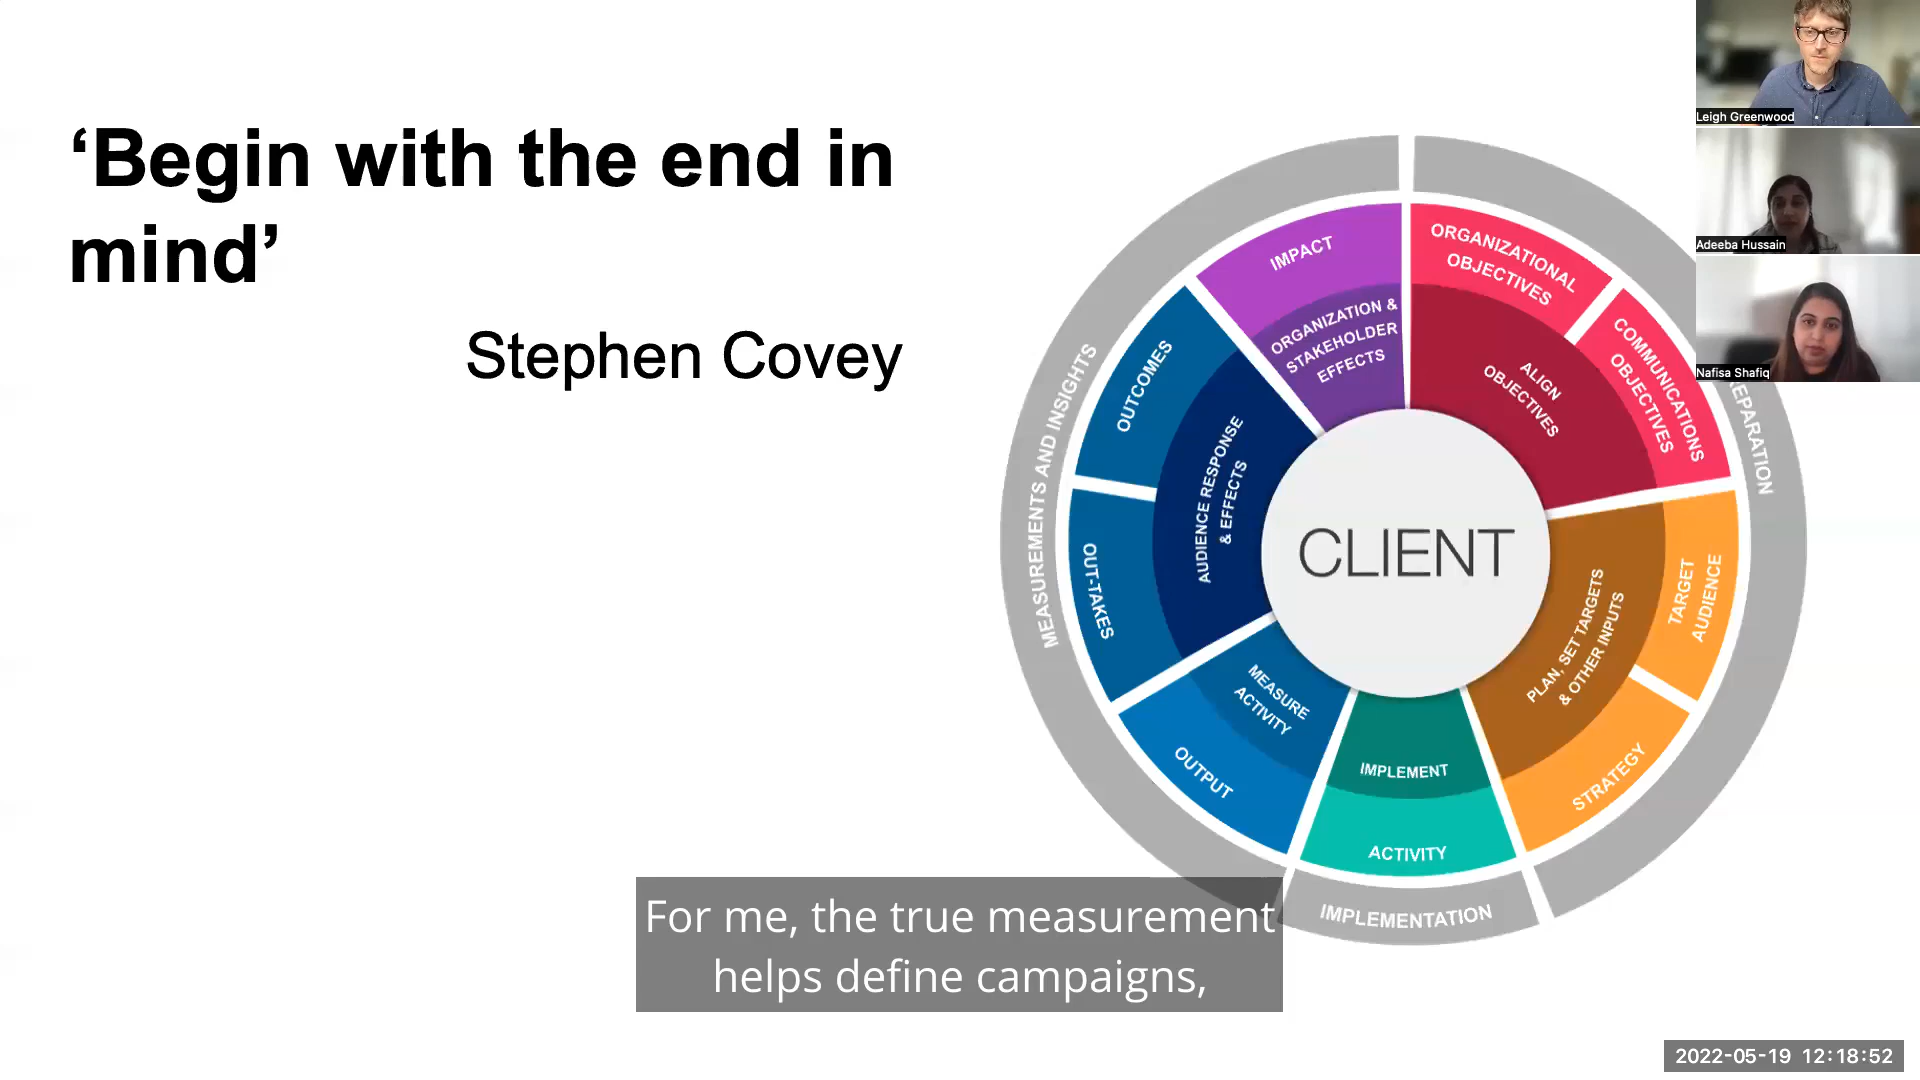 ‘Begin with the end in
mind’
Stephen Covey
Leigh Greenwood
Adeeba Hussain
Nafisa Shafiq
MEASUREMENTS AND INSIGHTS
EPARATION
IMPLEMENTATION
ORGANIZATIONAL
OBJECTIVES
COMMUNICATIONS
OBJECTIVES
ALIGN
OBJECTIVES
TARGET
AUDIENCE
STRATEGY
PLAN, SET TARGETS
& OTHER INPUTS
IMPLEMENT
ACTIVITY
MEASURE
ACTIVITY
OUTPUT
OUT-TAKES
OUTCOMES
AUDIENCE RESPONSE
& EFFECTS
IMPACT
ORGANIZATION &
STAKEHOLDER
EFFECTS
CLIENT
For me, the true measurement
helps define campaigns,
2022-05-19 12:18:52